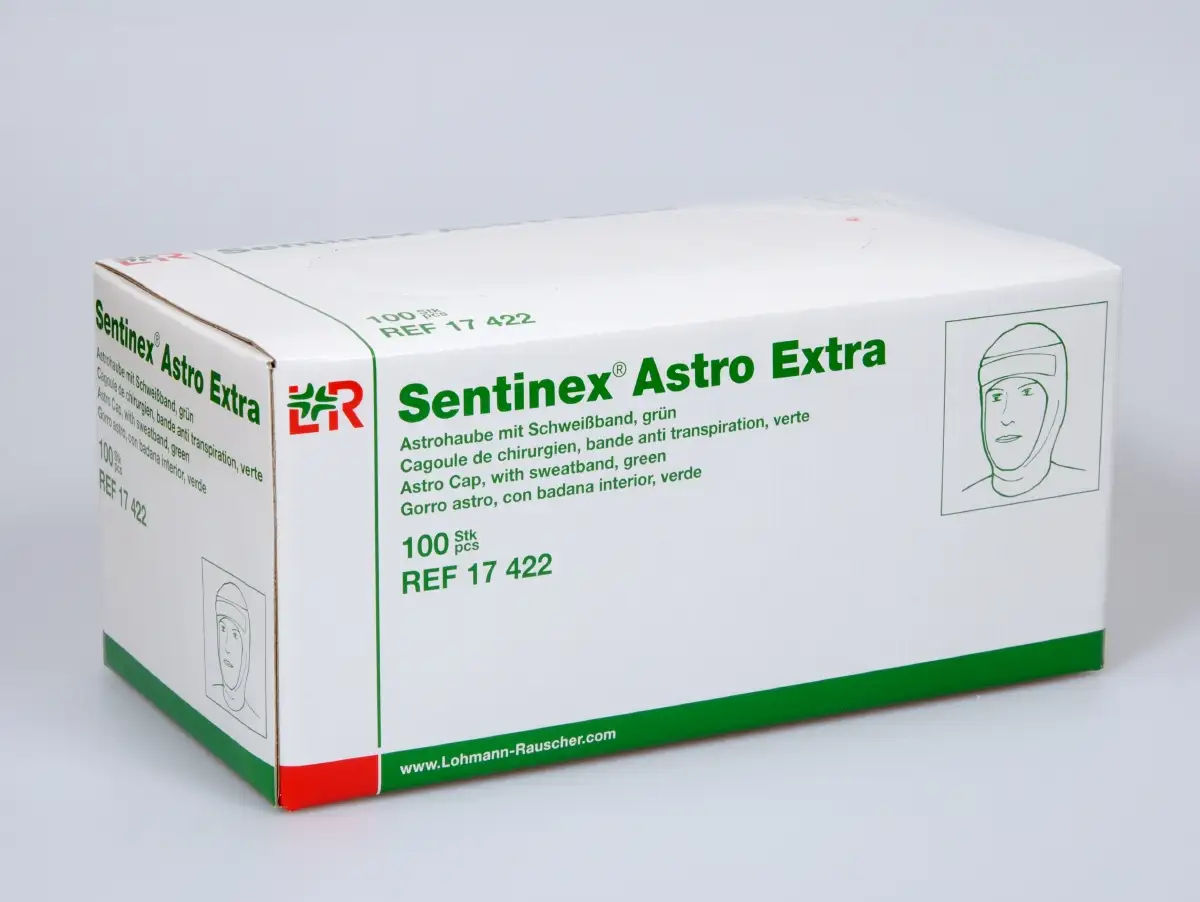 L&R
Sentinex Astro Extra
100 Stk
pcs
REF 17 422
Sentinex® Astro Extra
Astrohaube mit Schweißband, grün
Cagoule de chirurgien, bande anti transpiration, verte
Astro Cap, with sweatband, green
Gorro astro, con badana interior, verde
100 Stk
pcs
REF 17 422
L&R
Sentinex® Astro Extra
Astrohaube mit Schweißband, grün
Cagoule de chirurgien, bande anti transpiration, verte
Astro Cap, with sweatband, green
Gorro astro, con badana interior, verde
100 Stk
pcs
REF 17 422
www.Lohmann-Rauscher.com